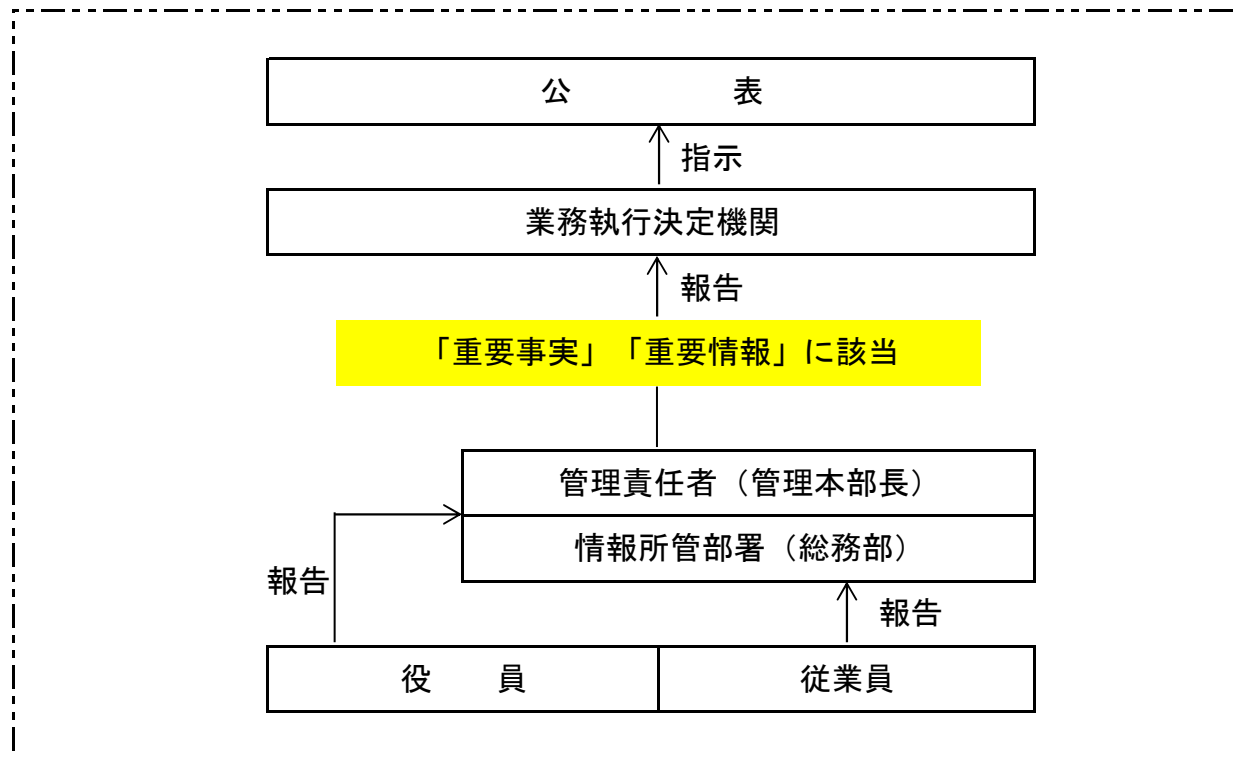 公　　　　　表
指示
業務執行決定機関
報告
「重要事実」「重要情報」に該当
管理責任者（管理本部長）
情報所管部署（総務部）
報告
報告
役　　員
従業員